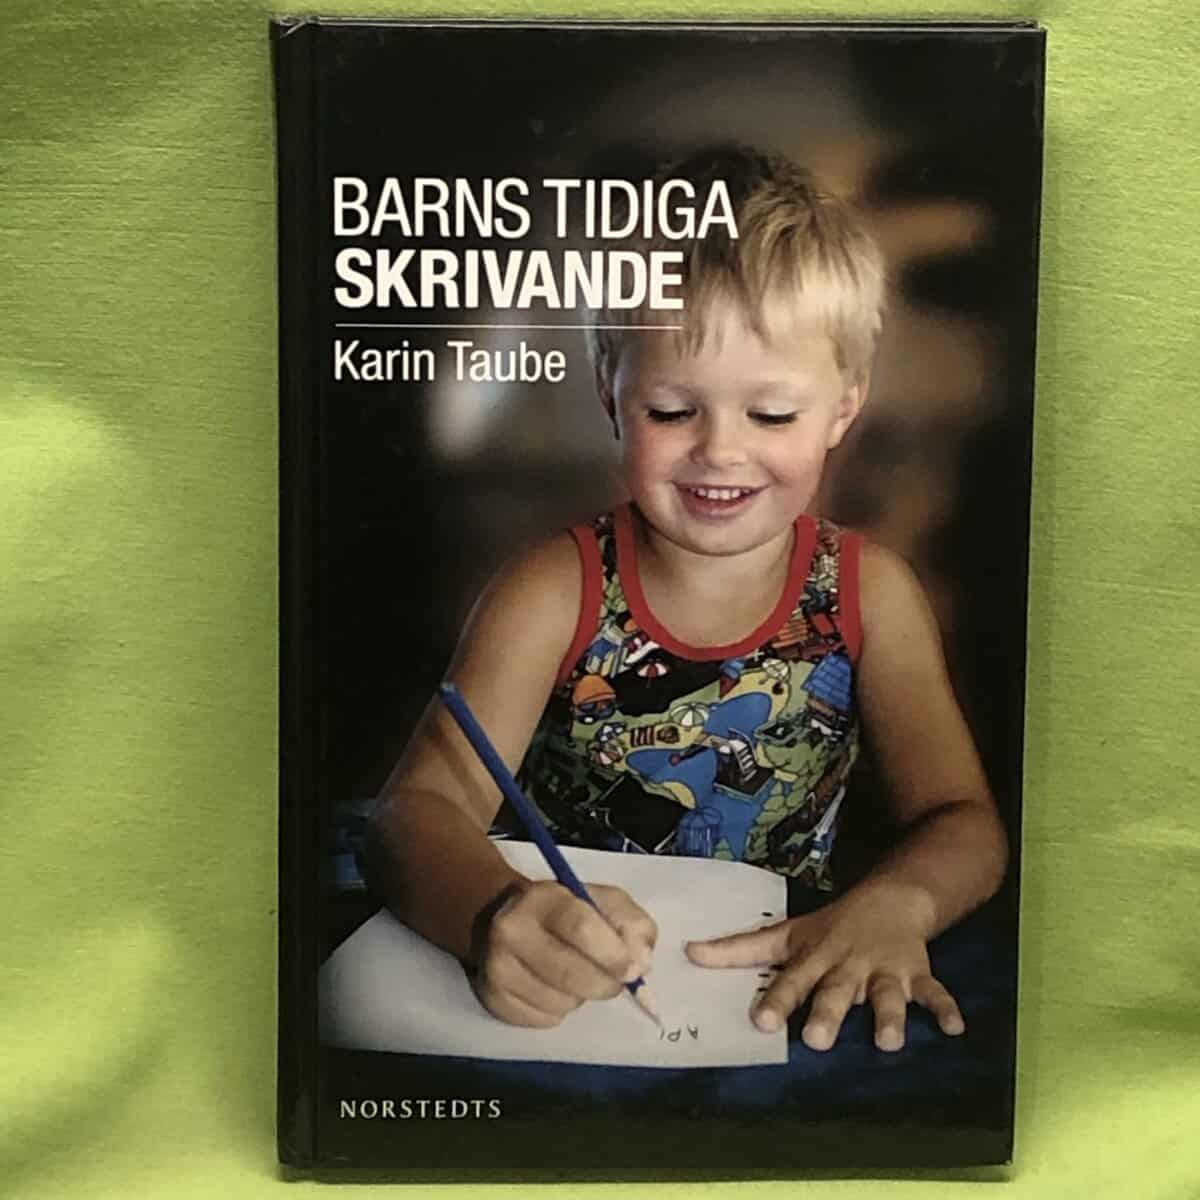 BARNS TIDIGA
SKRIVANDE
Karin Taube
NORSTEDTS